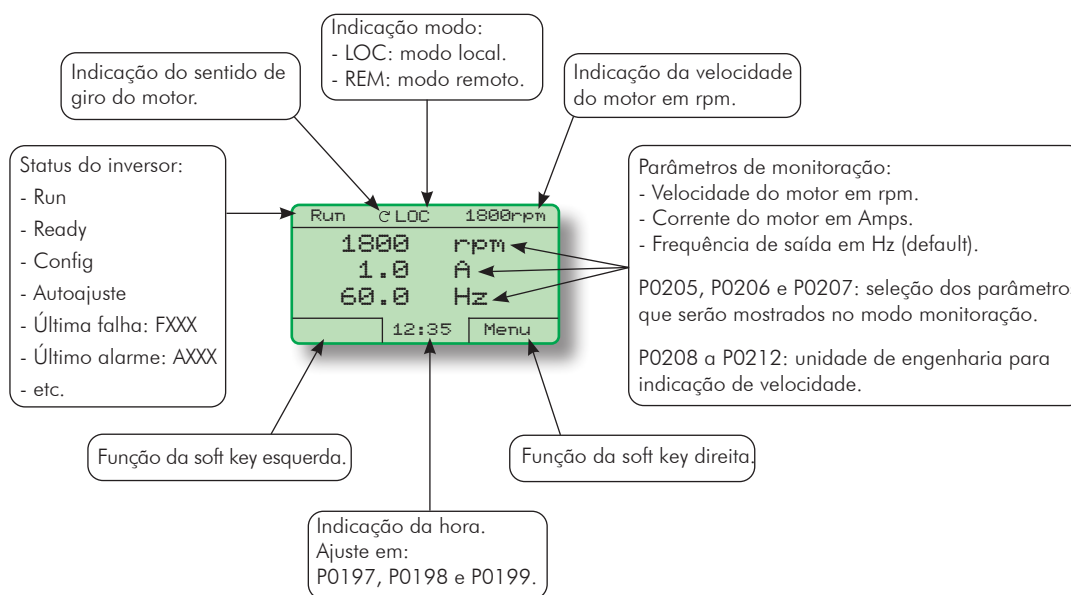 Indicação modo:
- LOC: modo local.
- REM: modo remoto.
Indicação do sentido de
giro do motor.
Indicação da velocidade
do motor em rpm.
Status do inversor:
- Run
- Ready
- Config
- Autoajuste
- Última falha: FXXX
- Último alarme: AXXX
- etc.
Run LOC 1800rpm
1800 rpm
1.0 A
60.0 Hz
12:35 Menu
Parâmetros de monitoração:
- Velocidade do motor em rpm.
- Corrente do motor em Amps.
- Frequência de saída em Hz (default).
P0205, P0206 e P0207: seleção dos parâmetros
que serão mostrados no modo monitoração.
P0208 a P0212: unidade de engenharia para
indicação de velocidade.
Função da soft key esquerda.
Função da soft key direita.
Indicação da hora.
Ajuste em:
P0197, P0198 e P0199.